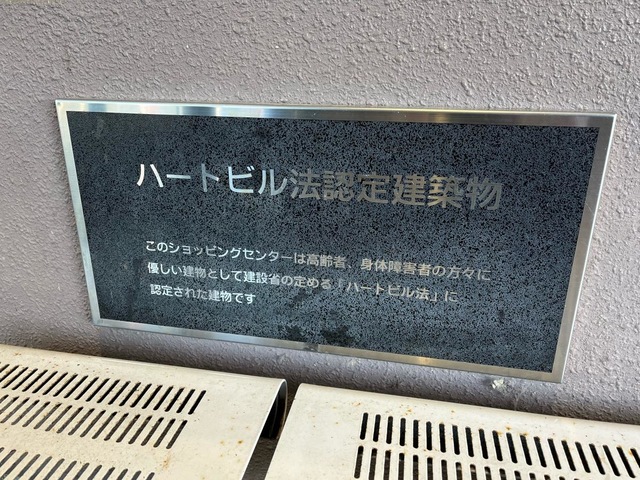 ハートビル法認定建築物
このショッピングセンターは高齢者、身体障害者の方々に
優しい建物として建設省の定める「ハートビル法」に
認定された建物です